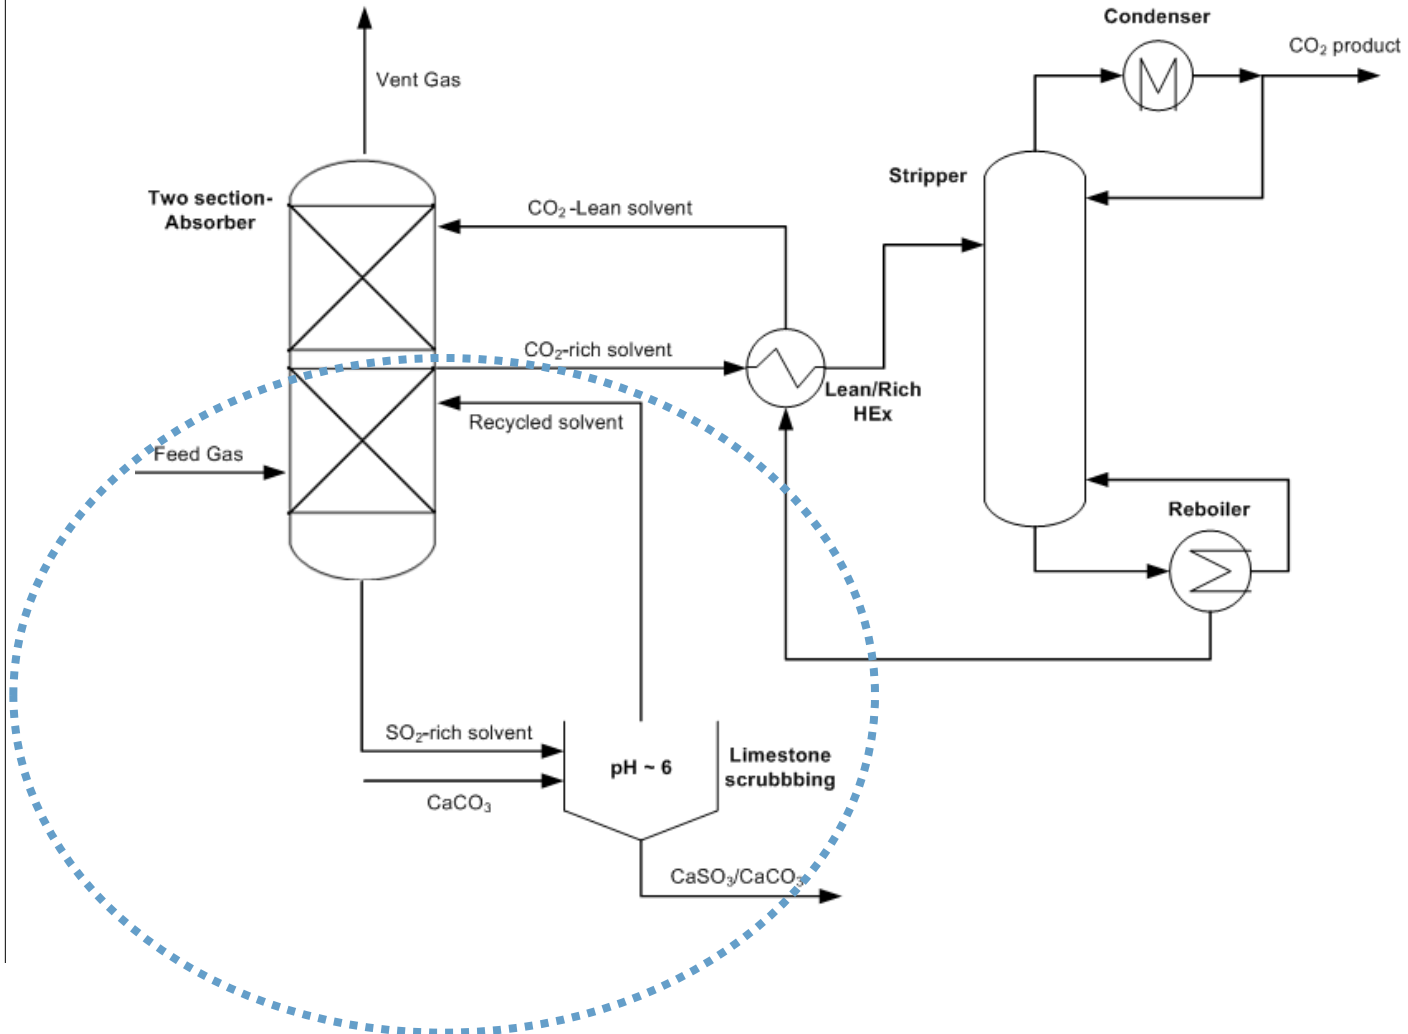 Condenser
CO₂ product
Vent Gas
Stripper
Two section-
Absorber
CO₂ -Lean solvent
CO₂-rich solvent
Lean/Rich
HEx
Recycled solvent
Feed Gas
Reboiler
SO₂-rich solvent
pH ~ 6
Limestone
scrubbbing
CaCO₃
CaSO₃/CaCO₃